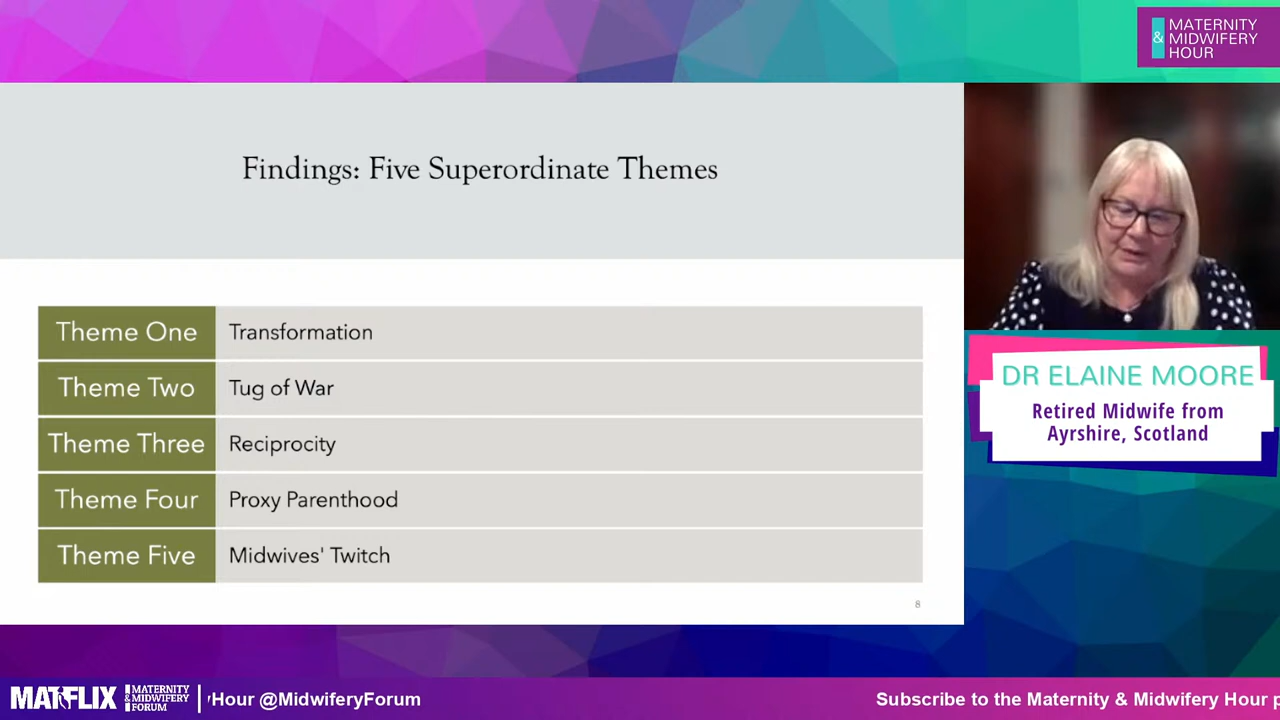 MATERNITY
& MIDWIFERY
HOUR
Findings: Five Superordinate Themes
Theme One Transformation
Theme Two Tug of War
Theme Three Reciprocity
Theme Four Proxy Parenthood
Theme Five Midwives' Twitch
8
DR ELAINE MOORE
Retired Midwife from
Ayrshire, Scotland
MATFLIX
MATERNITY
& MIDWIFERY
FORUM
Hour @MidwiferyForum
Subscribe to the Maternity & Midwifery Hour